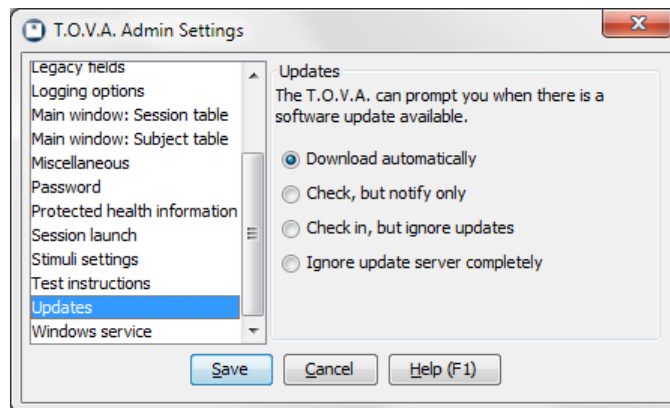 T.O.V.A. Admin Settings
Legacy fields
Logging options
Main window: Session table
Main window: Subject table
Miscellaneous
Password
Protected health information
Session launch
Stimuli settings
Test instructions
Updates
Windows service
Updates
The T.O.V.A. can prompt you when there is a
software update available.
Download automatically
Check, but notify only
Check in, but ignore updates
Ignore update server completely
Save
Cancel
Help (F1)